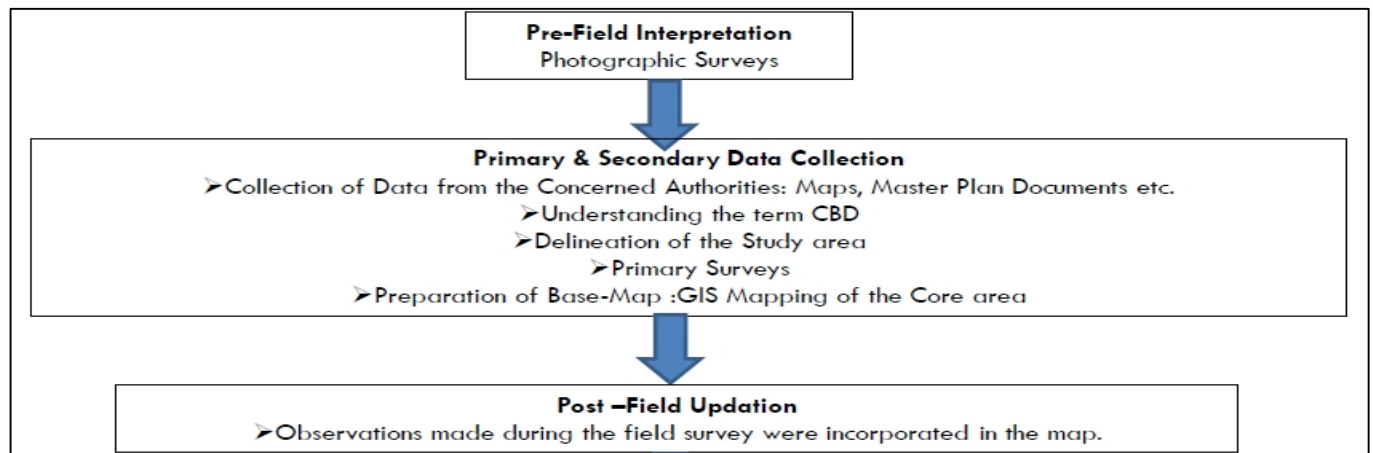 Pre-Field Interpretation
Photographic Surveys
Primary & Secondary Data Collection
➢Collection of Data from the Concerned Authorities: Maps, Master Plan Documents etc.
➢Understanding the term CBD
➢Delineation of the Study area
➢Primary Surveys
➢Preparation of Base-Map :GIS Mapping of the Core area
Post –Field Updation
➢Observations made during the field survey were incorporated in the map.